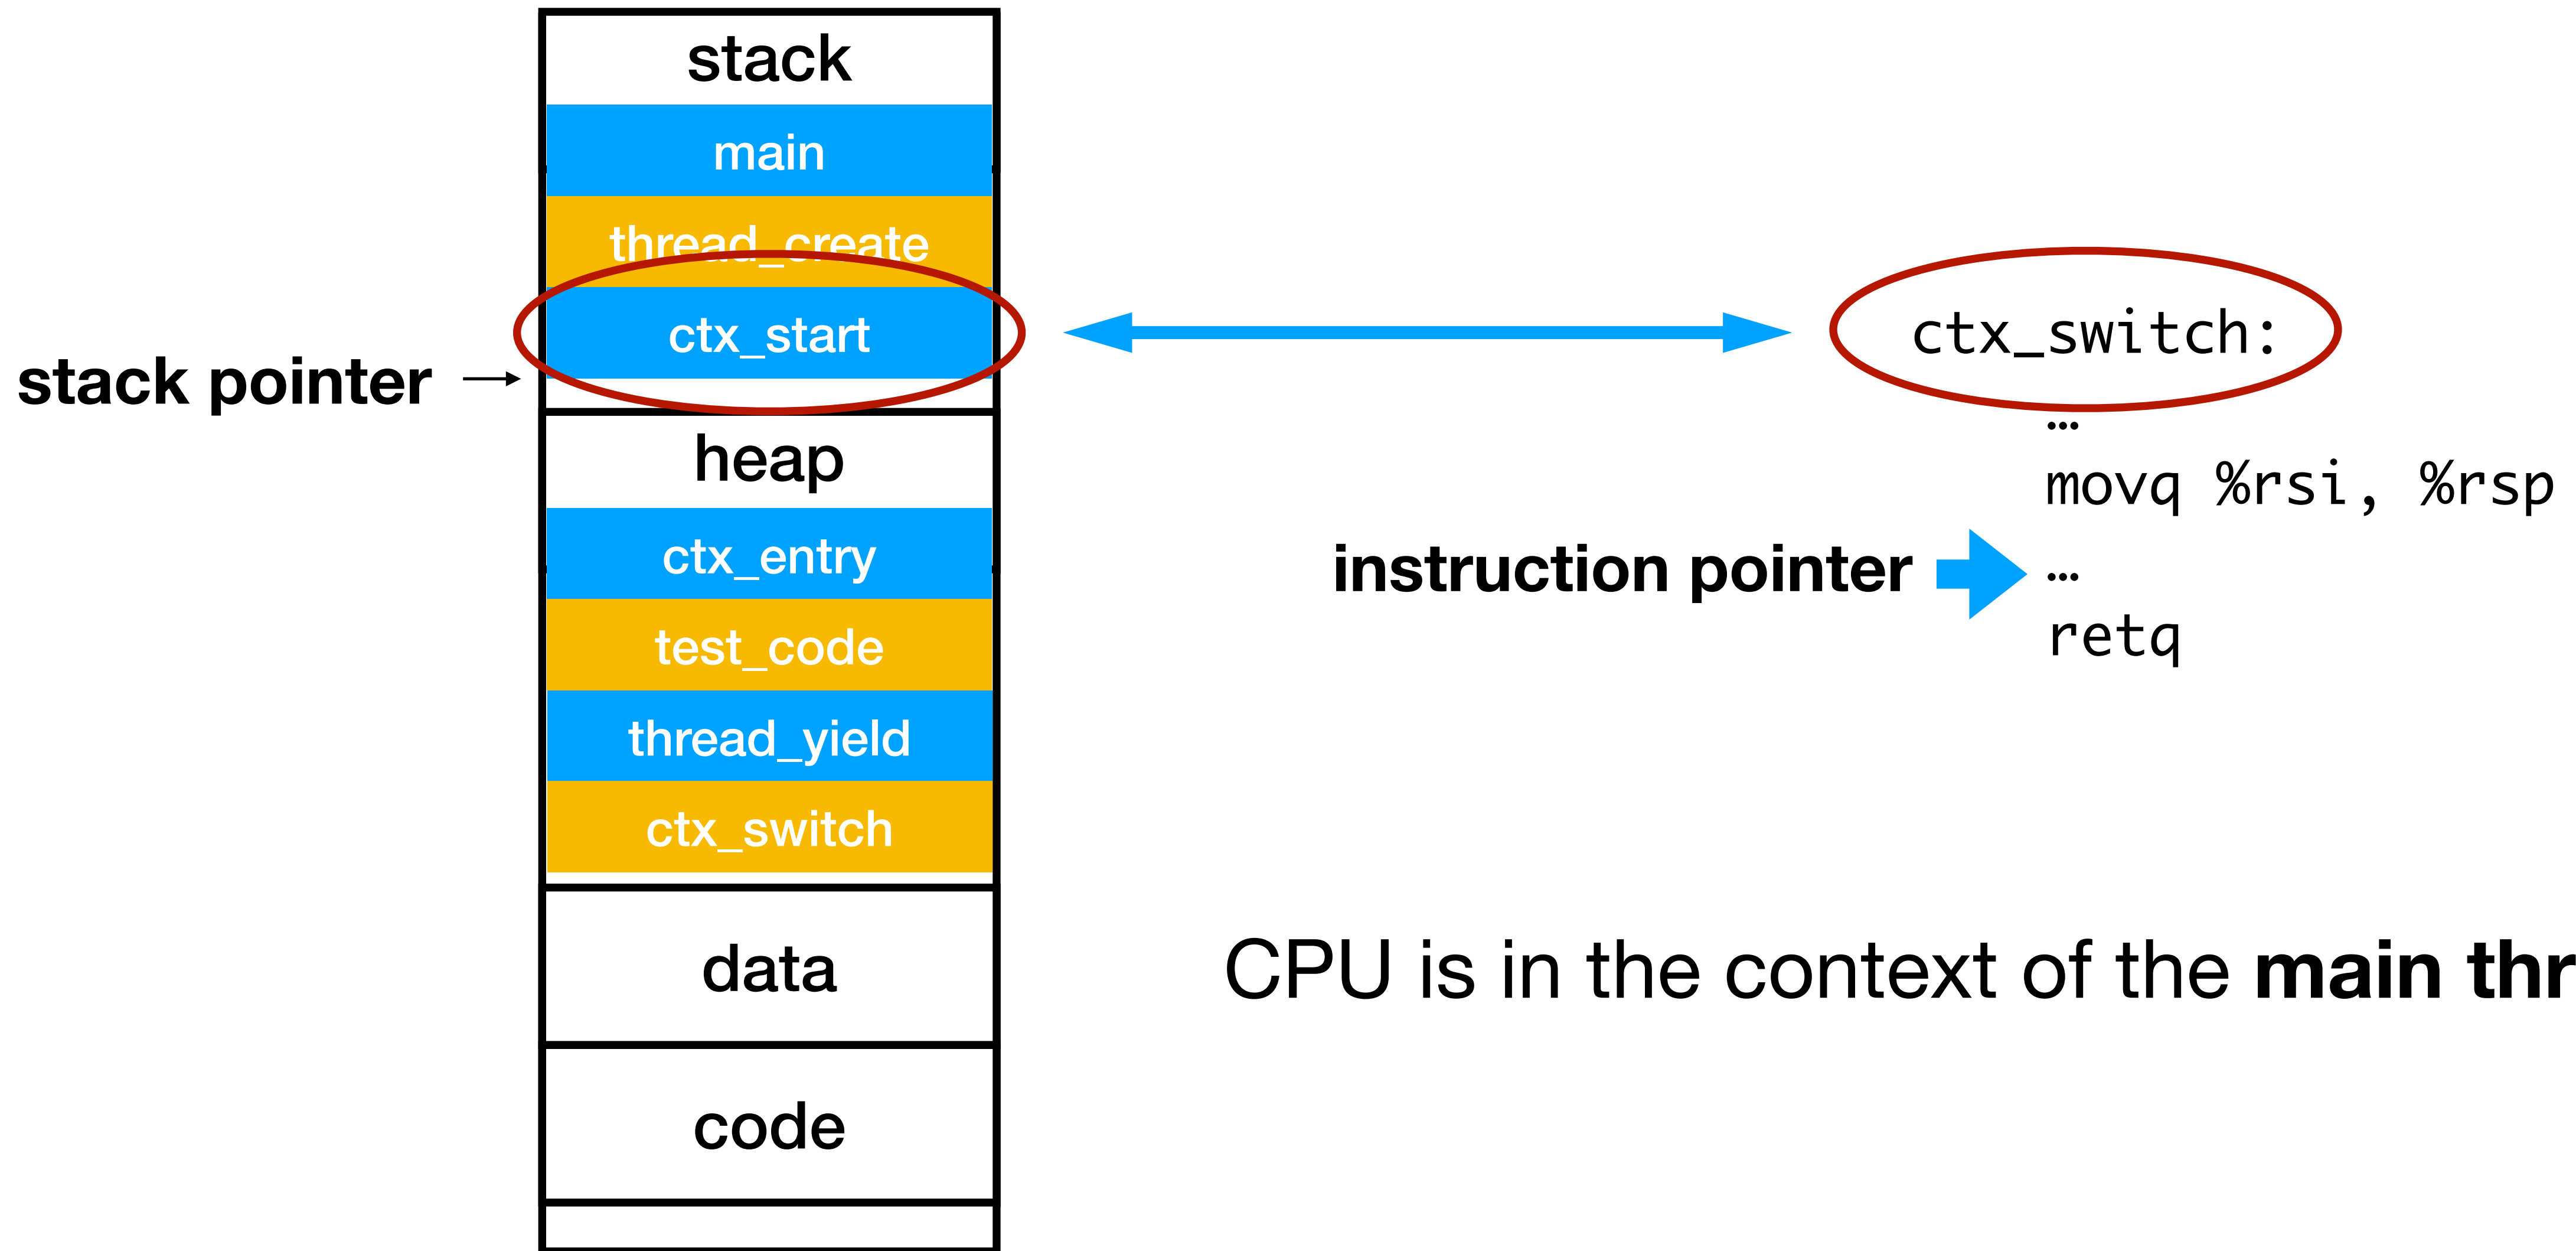 stack
main
thread_create
ctx_start
stack pointer
heap
ctx_entry
test_code
thread_yield
ctx_switch
data
code
ctx_switch:
…
movq %rsi, %rsp
instruction pointer
…
retq
CPU is in the context of the main thr